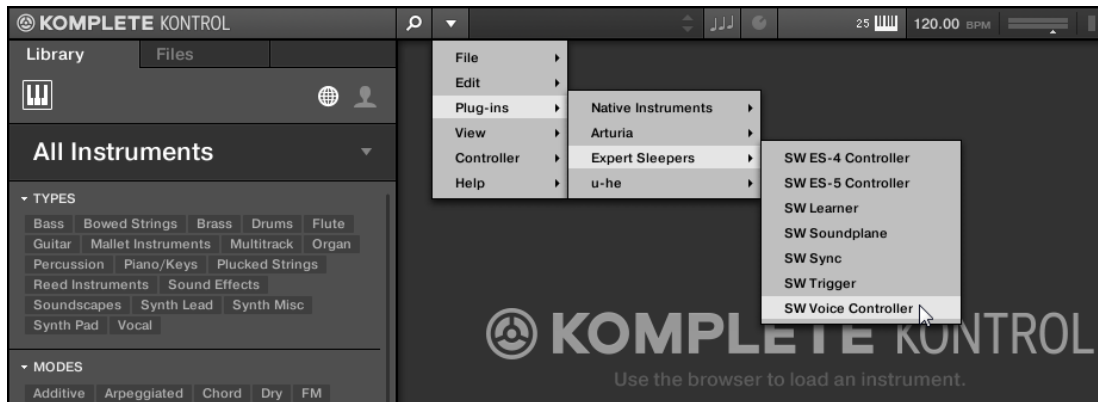 KOMPLETE KONTROL
25
120.00 BPM
Library
Files
All Instruments
TYPES
Bass Bowed Strings Brass Drums Flute
Guitar Mallet Instruments Multitrack Organ
Percussion Piano/Keys Plucked Strings
Reed Instruments Sound Effects
Soundscapes Synth Lead Synth Misc
Synth Pad Vocal
MODES
Additive Arpeggiated Chord Dry FM
File
Edit
Plug-ins
View
Controller
Help
Native Instruments
Arturia
Expert Sleepers
u-he
SW ES-4 Controller
SW ES-5 Controller
SW Learner
SW Soundplane
SW Sync
SW Trigger
SW Voice Controller
KOMPLETE KONTROL
Use the browser to load an instrument.